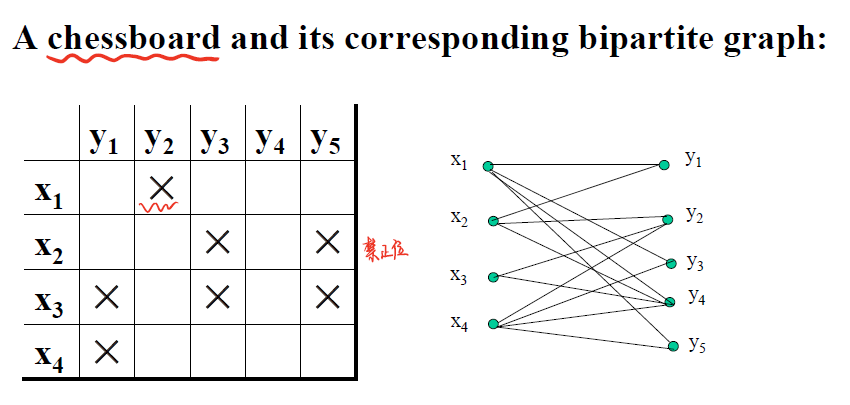 A chessboard and its corresponding bipartite graph:
y1 y2 y3 y4 y5
x1 ×
x2 × × 禁止位
x3 × × ×
x4 ×
x1 y1
x2 y2
y3
x3 y4
x4 y5